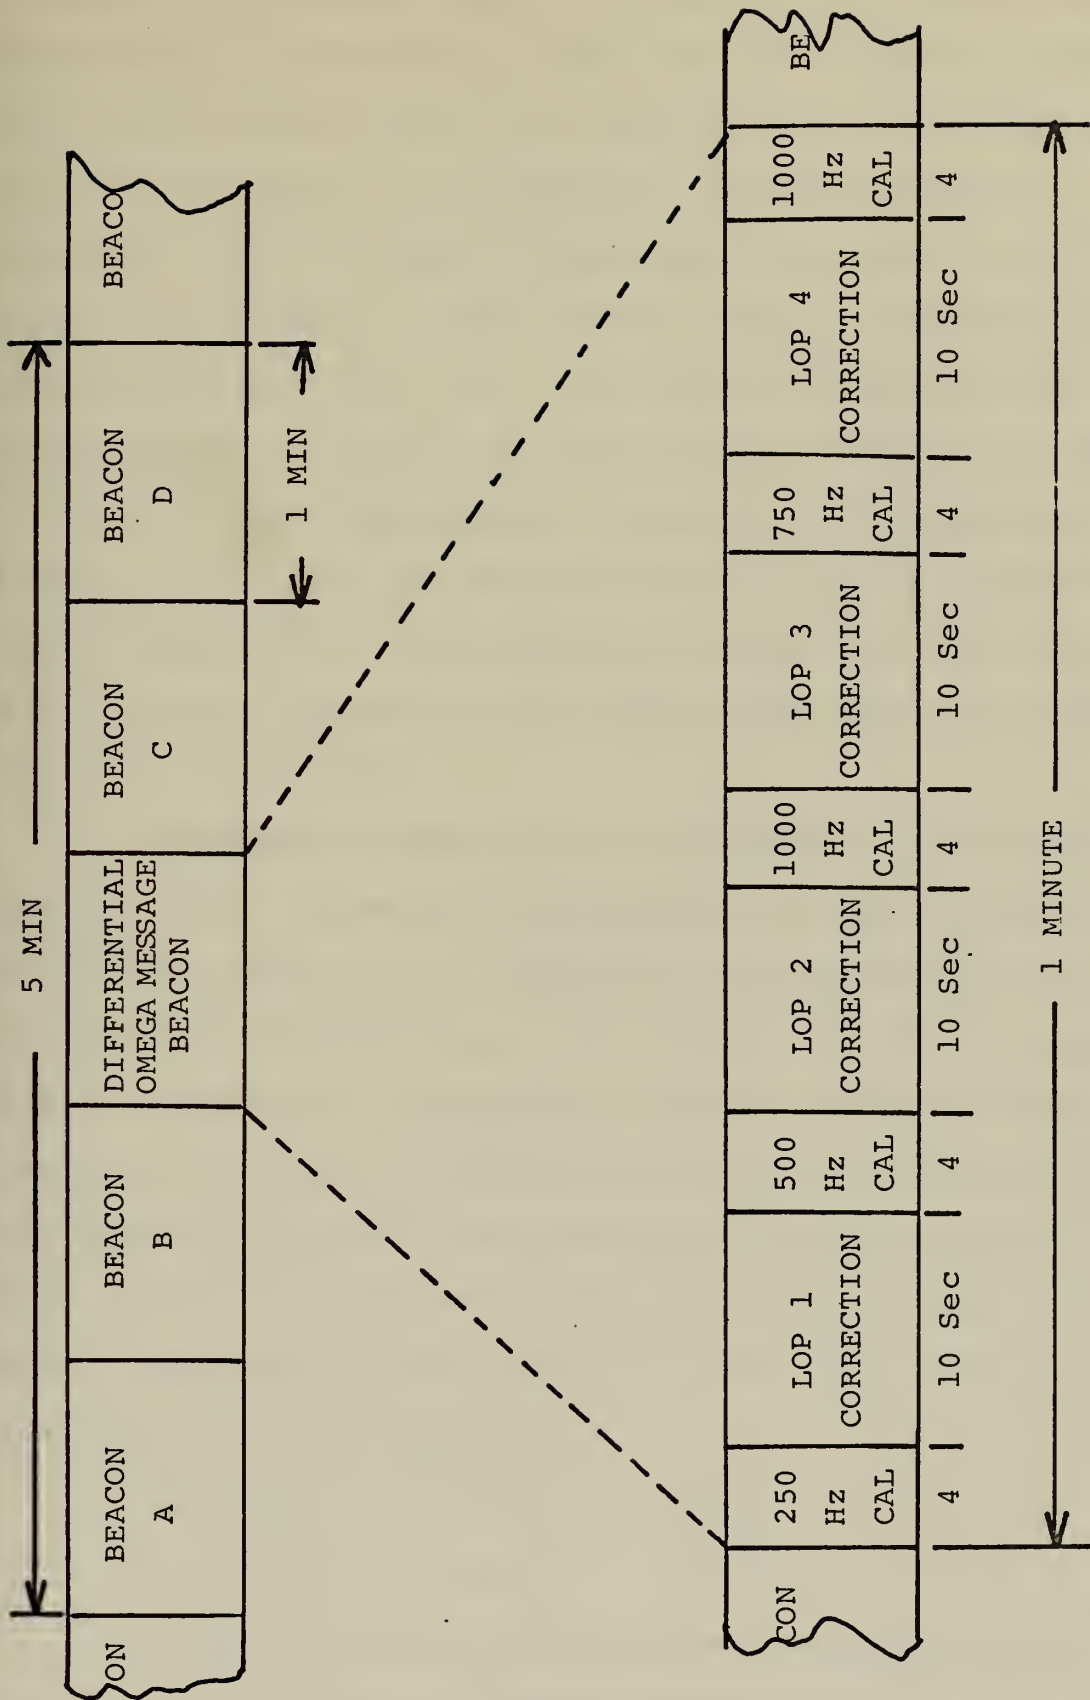 5 MIN
ON
BEACON
A
BEACON
B
DIFFERENTIAL
OMEGA MESSAGE
BEACON
BEACON
C
BEACON
D
BEACO
1 MIN
CON
250
Hz
CAL
LOP 1
CORRECTION
500
Hz
CAL
LOP 2
CORRECTION
1000
Hz
CAL
LOP 3
CORRECTION
750
Hz
CAL
LOP 4
CORRECTION
1000
Hz
CAL
BE
4
10 Sec
4
10 Sec
4
10 Sec
4
10 Sec
4
1 MINUTE